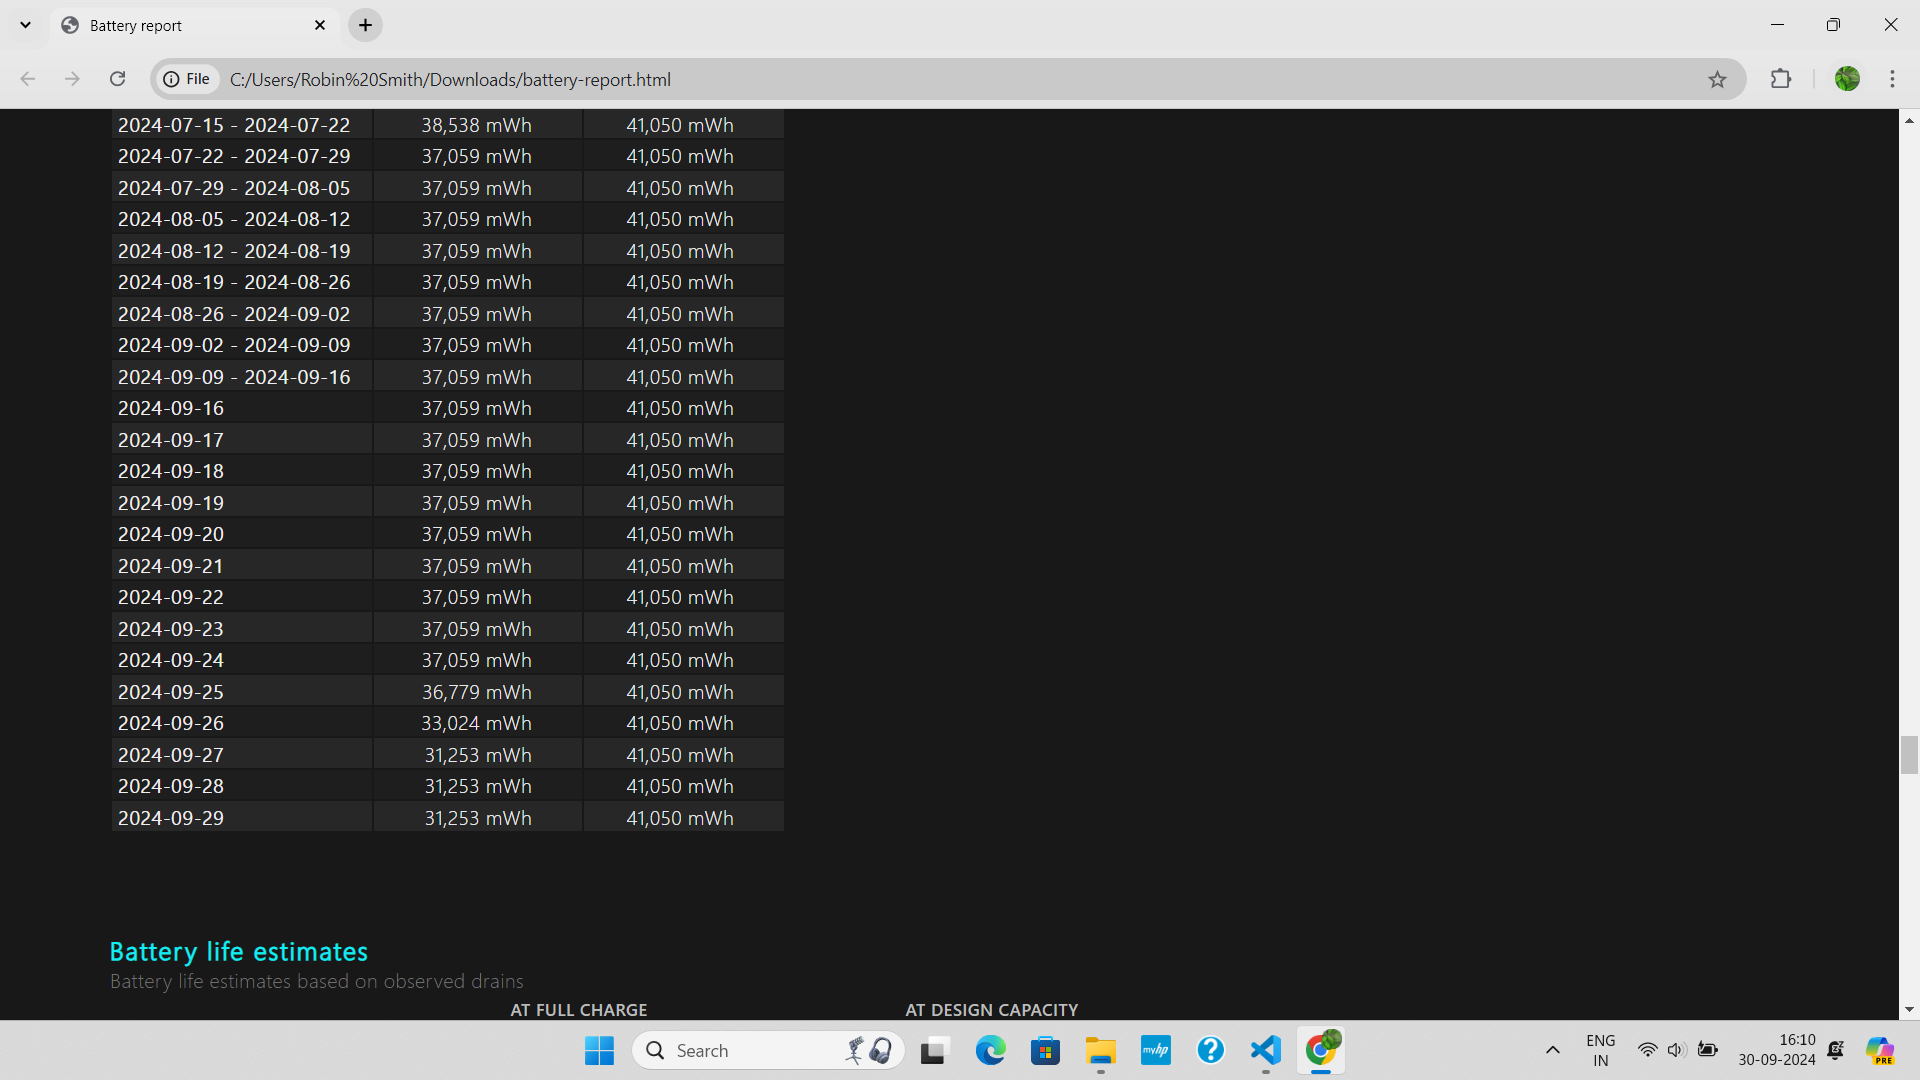 Battery report
File C:/Users/Robin%20Smith/Downloads/battery-report.html
2024-07-15 - 2024-07-22 38,538 mWh 41,050 mWh
2024-07-22 - 2024-07-29 37,059 mWh 41,050 mWh
2024-07-29 - 2024-08-05 37,059 mWh 41,050 mWh
2024-08-05 - 2024-08-12 37,059 mWh 41,050 mWh
2024-08-12 - 2024-08-19 37,059 mWh 41,050 mWh
2024-08-19 - 2024-08-26 37,059 mWh 41,050 mWh
2024-08-26 - 2024-09-02 37,059 mWh 41,050 mWh
2024-09-02 - 2024-09-09 37,059 mWh 41,050 mWh
2024-09-09 - 2024-09-16 37,059 mWh 41,050 mWh
2024-09-16 37,059 mWh 41,050 mWh
2024-09-17 37,059 mWh 41,050 mWh
2024-09-18 37,059 mWh 41,050 mWh
2024-09-19 37,059 mWh 41,050 mWh
2024-09-20 37,059 mWh 41,050 mWh
2024-09-21 37,059 mWh 41,050 mWh
2024-09-22 37,059 mWh 41,050 mWh
2024-09-23 37,059 mWh 41,050 mWh
2024-09-24 37,059 mWh 41,050 mWh
2024-09-25 36,779 mWh 41,050 mWh
2024-09-26 33,024 mWh 41,050 mWh
2024-09-27 31,253 mWh 41,050 mWh
2024-09-28 31,253 mWh 41,050 mWh
2024-09-29 31,253 mWh 41,050 mWh
Battery life estimates
Battery life estimates based on observed drains
AT FULL CHARGE AT DESIGN CAPACITY
Search
myhp
?
ENG
IN
16:10
30-09-2024
PRE